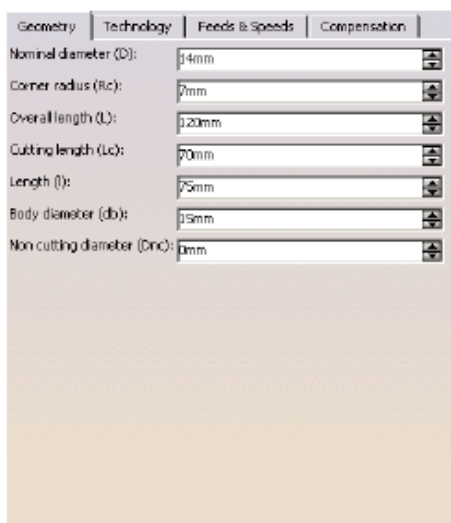 Geometry Technology Feeds & Speeds Compensation
Nominal diameter (D): 14mm
Corner radius (Rc): 7mm
Overall length (L): 120mm
Cutting length (Lc): 70mm
Length (l): 75mm
Body diameter (db): 15mm
Non cutting diameter (Dnc): 0mm